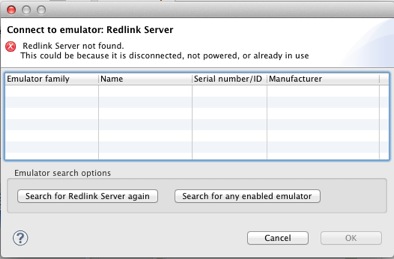 Connect to emulator: Redlink Server
Redlink Server not found.
This could be because it is disconnected, not powered, or already in use
Emulator family Name Serial number/ID Manufacturer
Emulator search options
Search for Redlink Server again Search for any enabled emulator
? Cancel OK